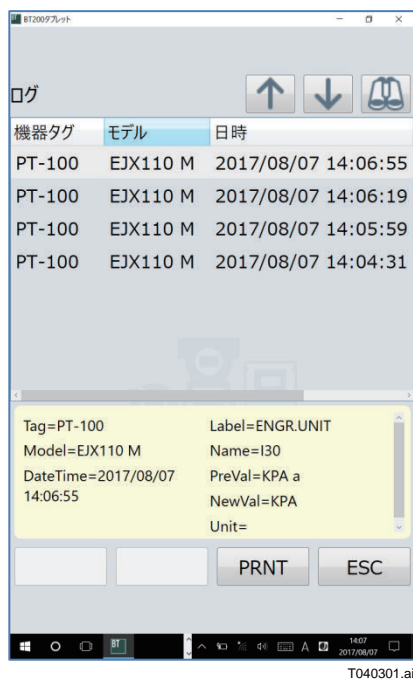 BT200タブレット
ログ
機器タグ モデル 日時
PT-100 EJX110 M 2017/08/07 14:06:55
PT-100 EJX110 M 2017/08/07 14:06:19
PT-100 EJX110 M 2017/08/07 14:05:59
PT-100 EJX110 M 2017/08/07 14:04:31
Tag=PT-100
Model=EJX110 M
DateTime=2017/08/07
14:06:55
Label=ENGR.UNIT
Name=I30
PreVal=KPA a
NewVal=KPA
Unit=
PRNT ESC
BT
A
14:07
2017/08/07
T040301.ai